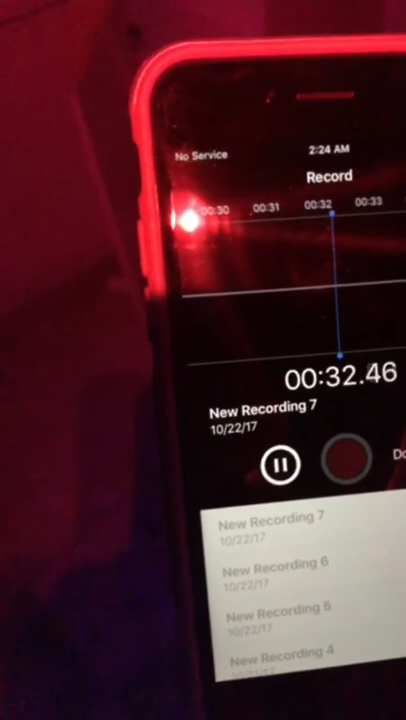 No Service 2:24 AM
Record
00:30 00:31 00:32 00:33
00:32.46
New Recording 7
10/22/17
New Recording 7
10/22/17
New Recording 6
10/22/17
New Recording 5
10/22/17
New Recording 4